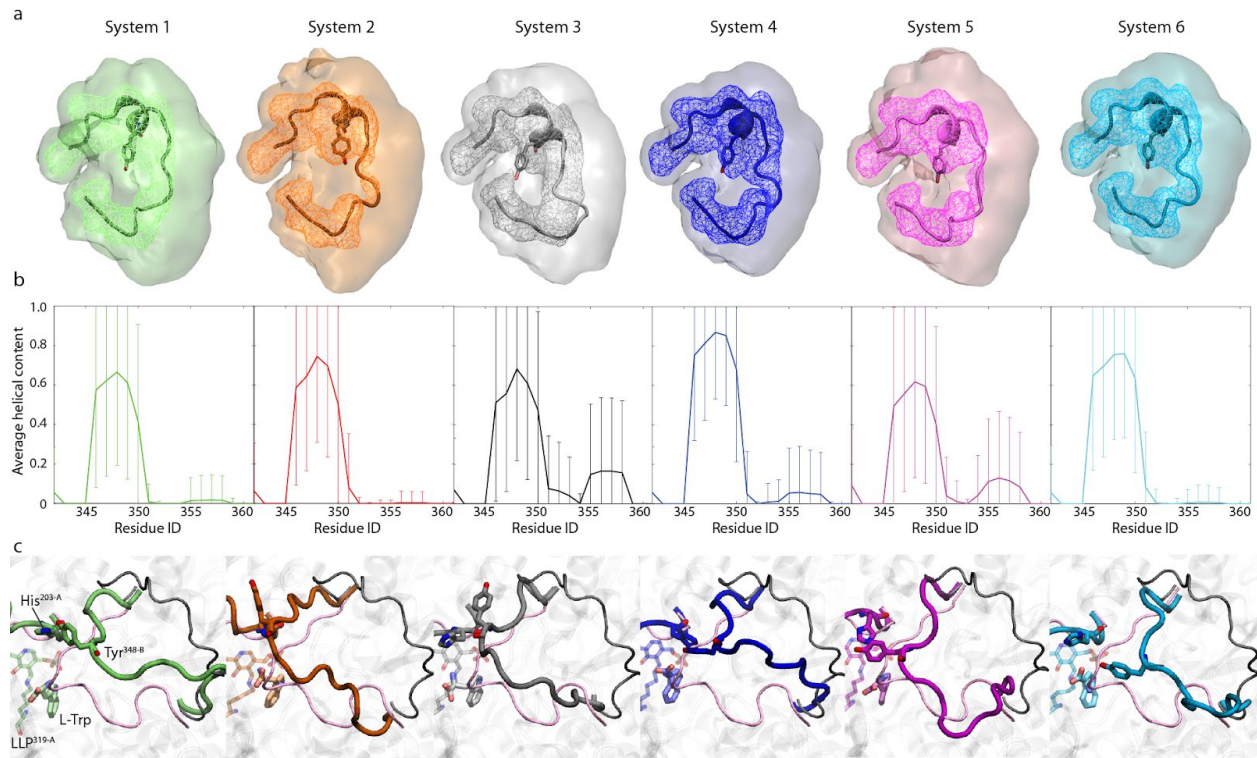 a
System 1 System 2 System 3 System 4 System 5 System 6
b
Average helical content
1.0
0.8
0.6
0.4
0.2
0
345 350 355 360 345 350 355 360 345 350 355 360 345 350 355 360 345 350 355 360 345 350 355 360
Residue ID Residue ID Residue ID Residue ID Residue ID Residue ID
c
His203-A
Tyr348-B
L-Trp
LLP319-A